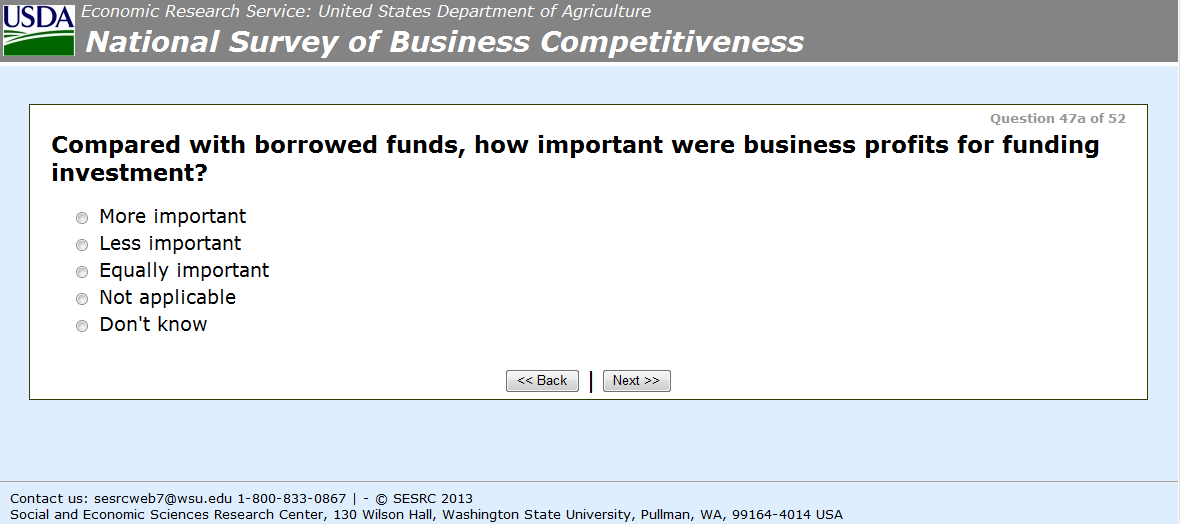 USDA
Economic Research Service: United States Department of Agriculture
National Survey of Business Competitiveness
Question 47a of 52
Compared with borrowed funds, how important were business profits for funding
investment?
More important
Less important
Equally important
Not applicable
Don't know
<< Back | Next >>
Contact us: sesrcweb7@wsu.edu 1-800-833-0867 | - © SESRC 2013
Social and Economic Sciences Research Center, 130 Wilson Hall, Washington State University, Pullman, WA, 99164-4014 USA